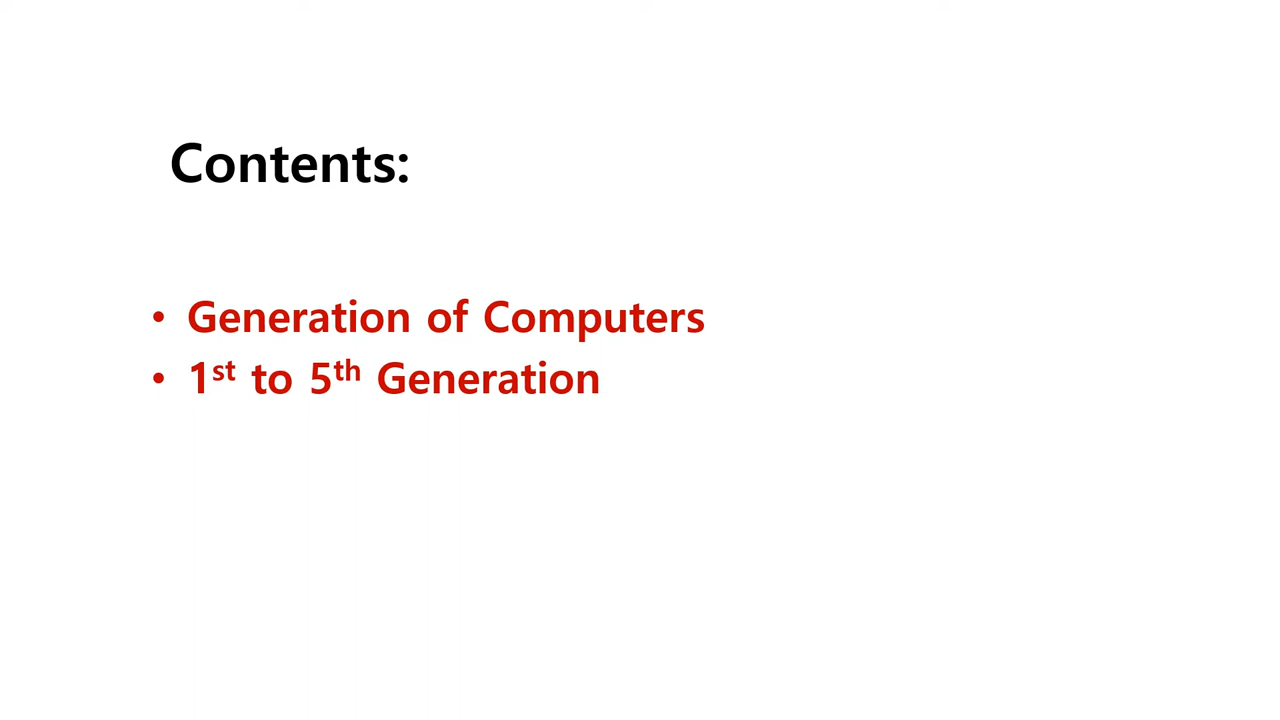 Contents:
• Generation of Computers
• 1st to 5th Generation